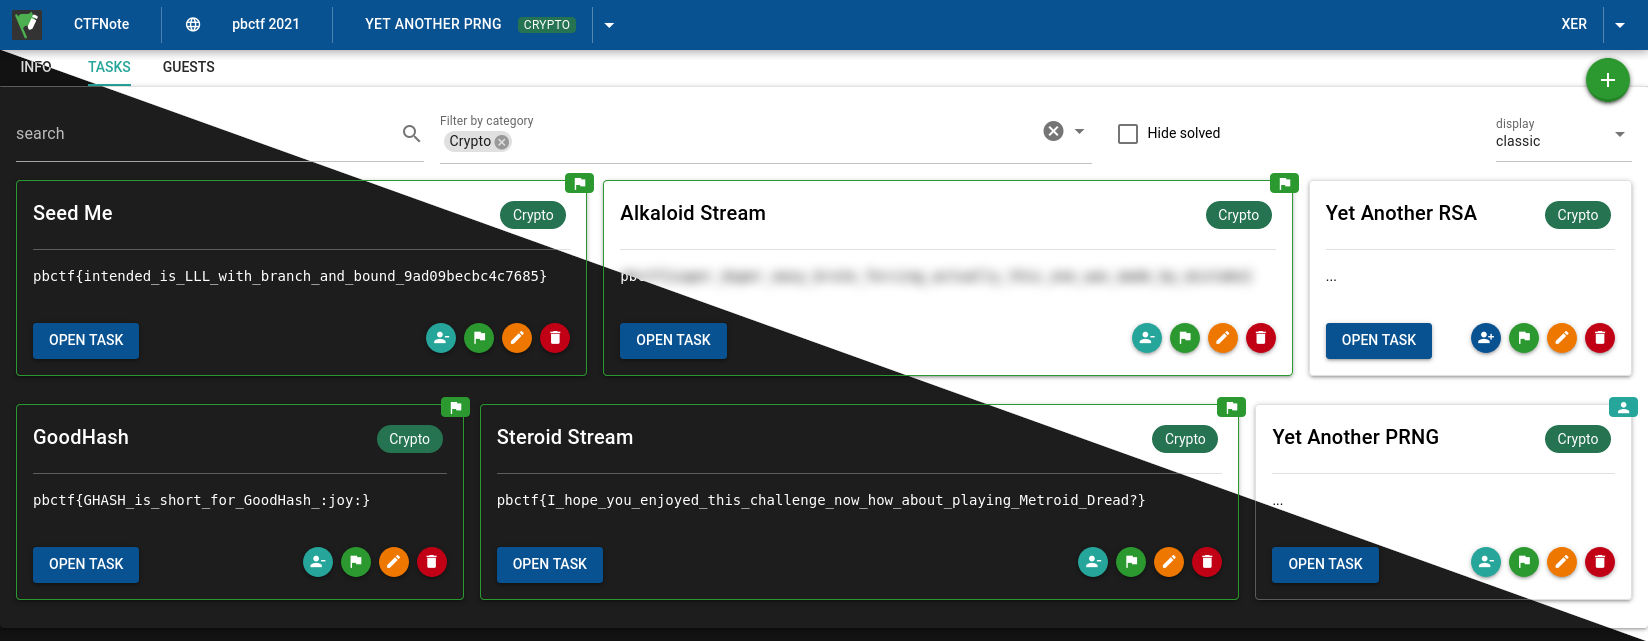 CTFNote
pbctf 2021
YET ANOTHER PRNG CRYPTO
XER
INFO TASKS GUESTS
search
Filter by category
Crypto
Hide solved
display
classic
Seed Me
Crypto
pbctf{intended_is_LLL_with_branch_and_bound_9ad09becbc4c7685}
OPEN TASK
Alkaloid Stream
Crypto
OPEN TASK
Yet Another RSA
Crypto
...
OPEN TASK
GoodHash
Crypto
pbctf{GHASH_is_short_for_GoodHash_:joy:}
OPEN TASK
Steroid Stream
Crypto
pbctf{I_hope_you_enjoyed_this_challenge_now_how_about_playing_Metroid_Dread?}
OPEN TASK
Yet Another PRNG
Crypto
...
OPEN TASK